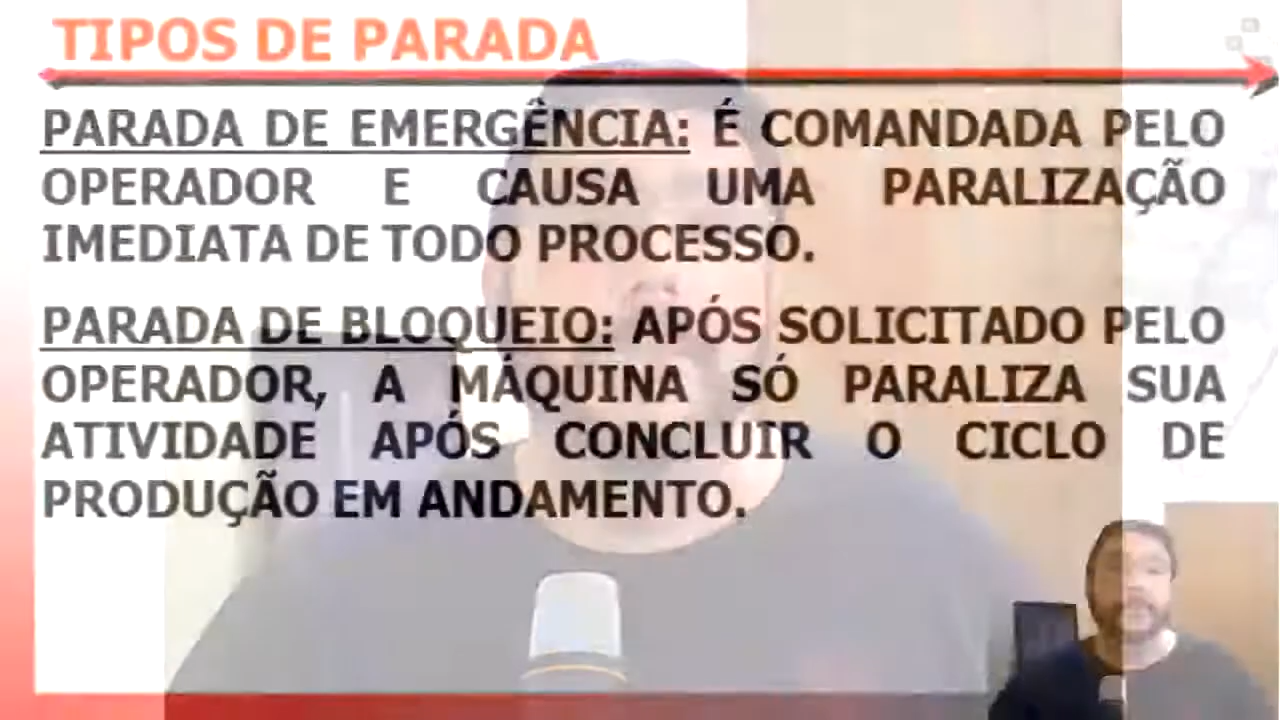 TIPOS DE PARADA
PARADA DE EMERGÊNCIA: É COMANDADA PELO
OPERADOR E CAUSA UMA PARALIZAÇÃO
IMEDIATA DE TODO PROCESSO.
PARADA DE BLOQUEIO: APÓS SOLICITADO PELO
OPERADOR, A MÁQUINA SÓ PARALIZA SUA
ATIVIDADE APÓS CONCLUIR O CICLO DE
PRODUÇÃO EM ANDAMENTO.